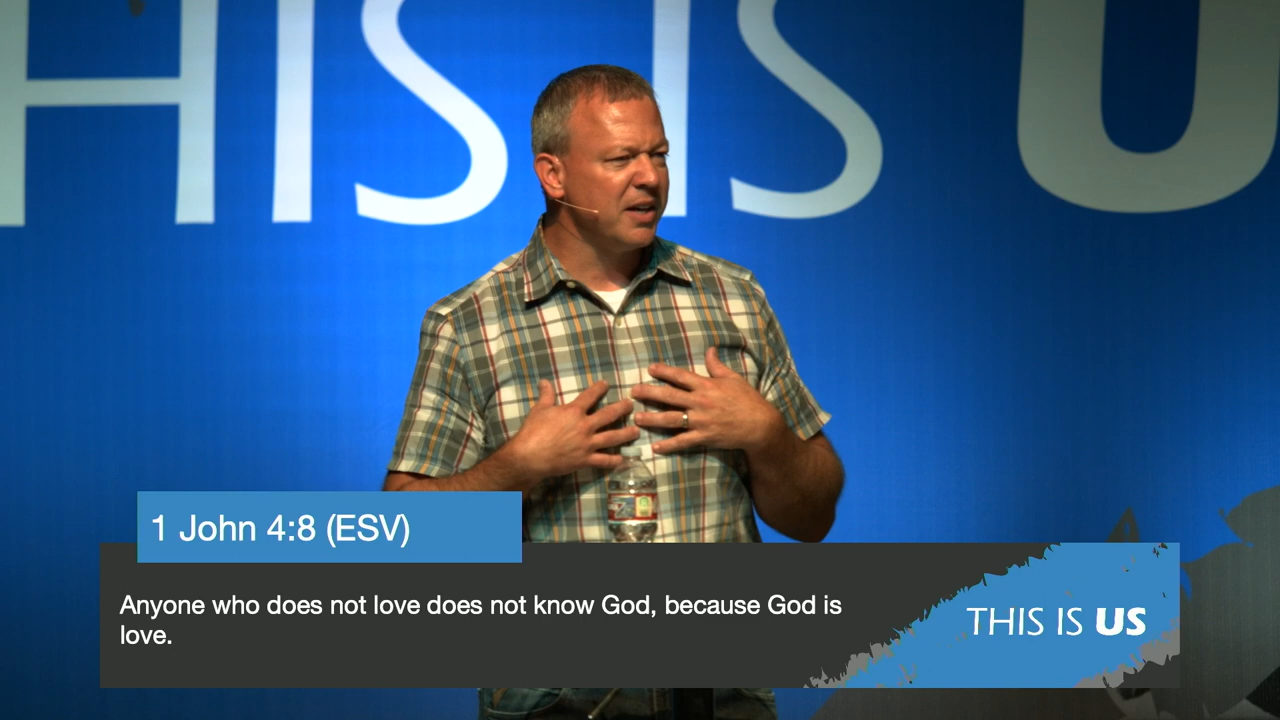 THIS IS U
1 John 4:8 (ESV)
Anyone who does not love does not know God, because God is
love.
THIS IS US